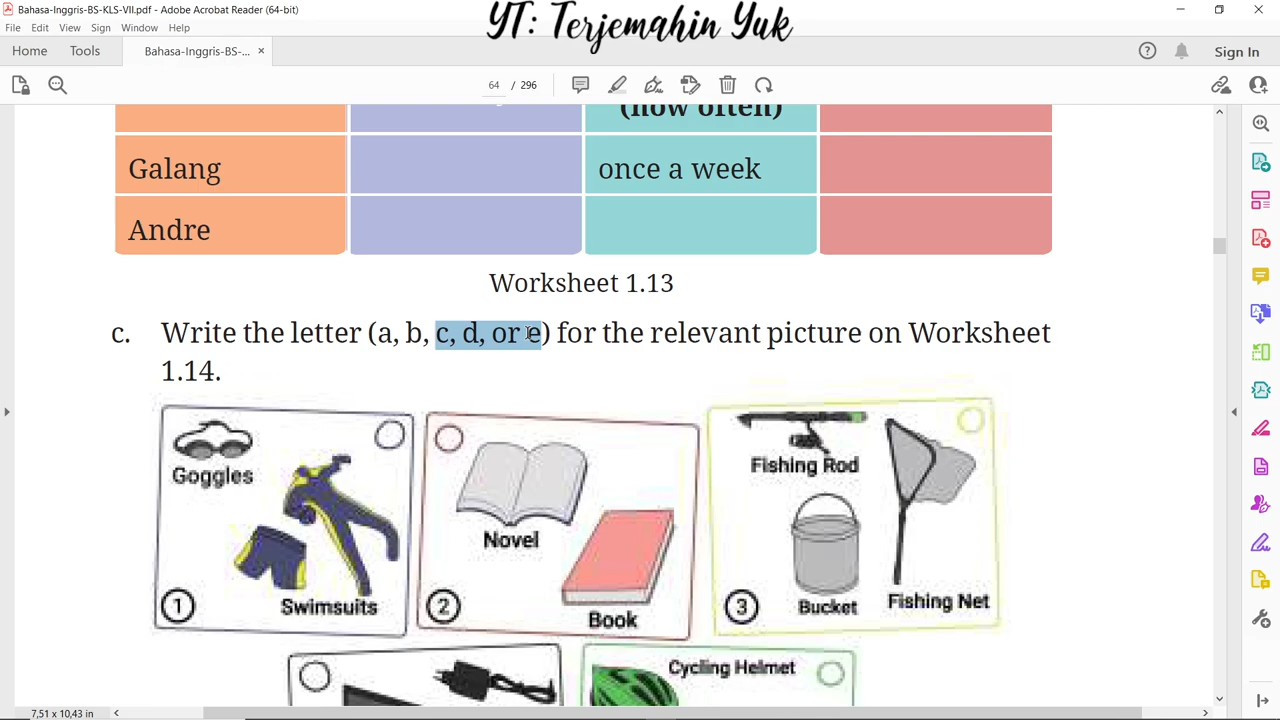 Bahasa-Inggris-BS-KLS-VII.pdf - Adobe Acrobat Reader (64-bit)
YT: Terjemahin Yuk
File Edit View Sign Window Help
Home Tools Bahasa-Inggris-BS-... × Sign In
64 / 296
(how often)
Galang once a week
Andre
Worksheet 1.13
c. Write the letter (a, b, c, d, or e) for the relevant picture on Worksheet
1.14.
Goggles
Swimsuits
1
Novel
Book
2
Fishing Rod
Bucket
Fishing Net
3
Cycling Helmet
7,51 x 10,43 in